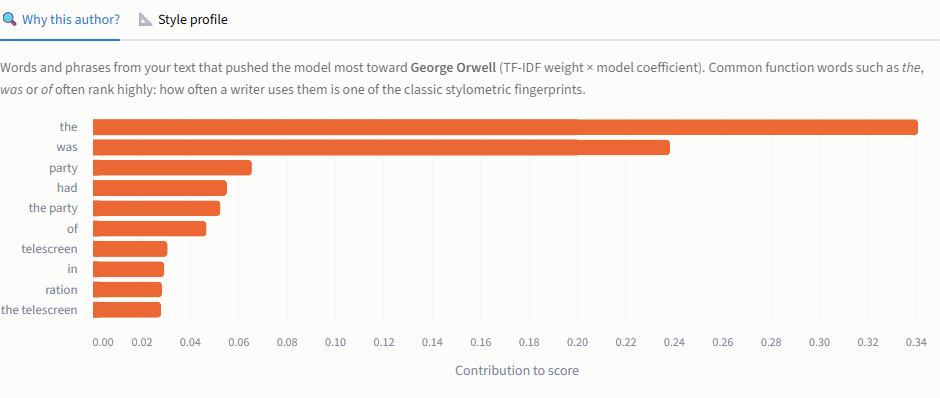 Why this author? Style profile
Words and phrases from your text that pushed the model most toward George Orwell (TF-IDF weight × model coefficient). Common function words such as the,
was or of often rank highly: how often a writer uses them is one of the classic stylometric fingerprints.
the
was
party
had
the party
of
telescreen
in
ration
the telescreen
0.00 0.02 0.04 0.06 0.08 0.10 0.12 0.14 0.16 0.18 0.20 0.22 0.24 0.26 0.28 0.30 0.32 0.34
Contribution to score